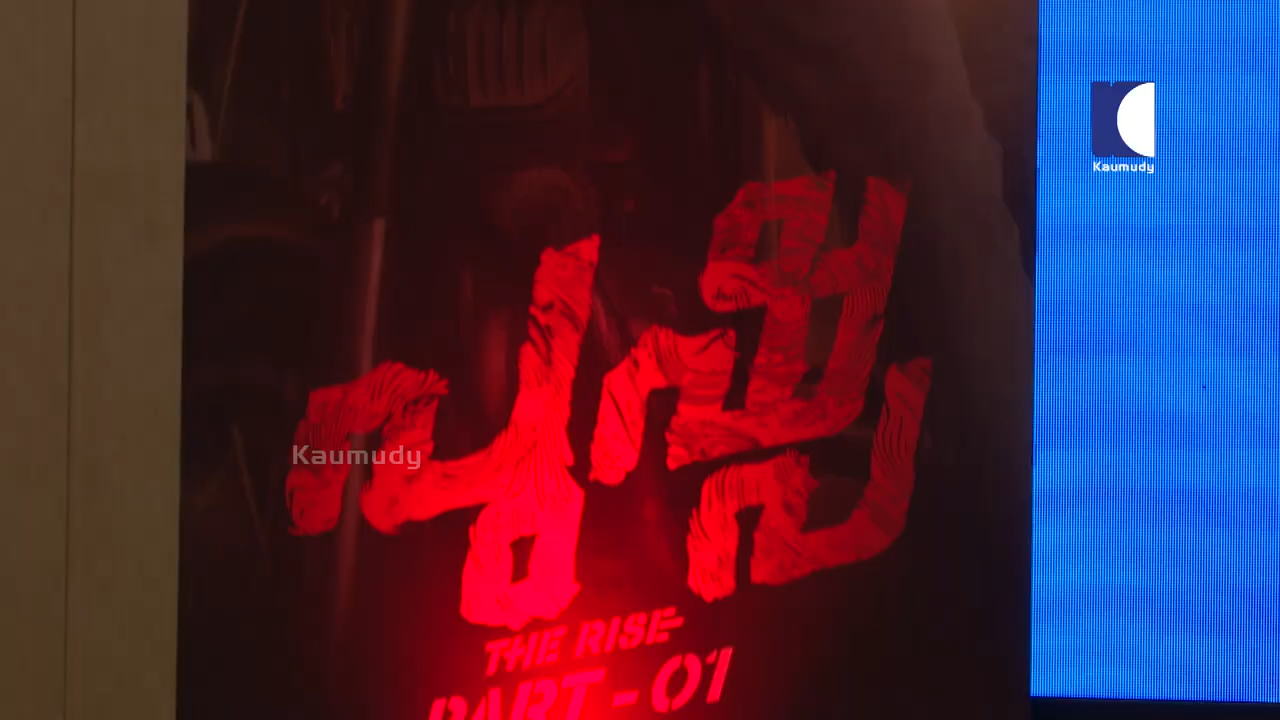 Kaumudy
പുഷ്പ
Kaumudy
THE RISE
PART - 01